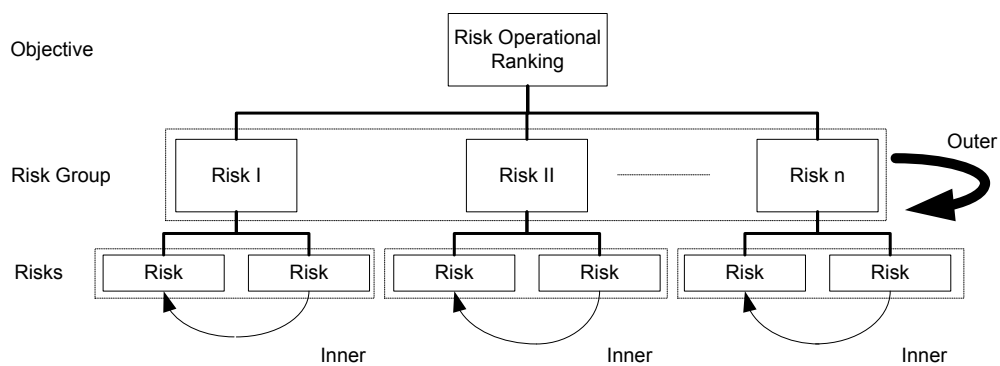 Objective
Risk Operational
Ranking
Outer
Risk Group
Risk I
Risk II
Risk n
Risks
Risk
Risk
Risk
Risk
Risk
Risk
Inner
Inner
Inner